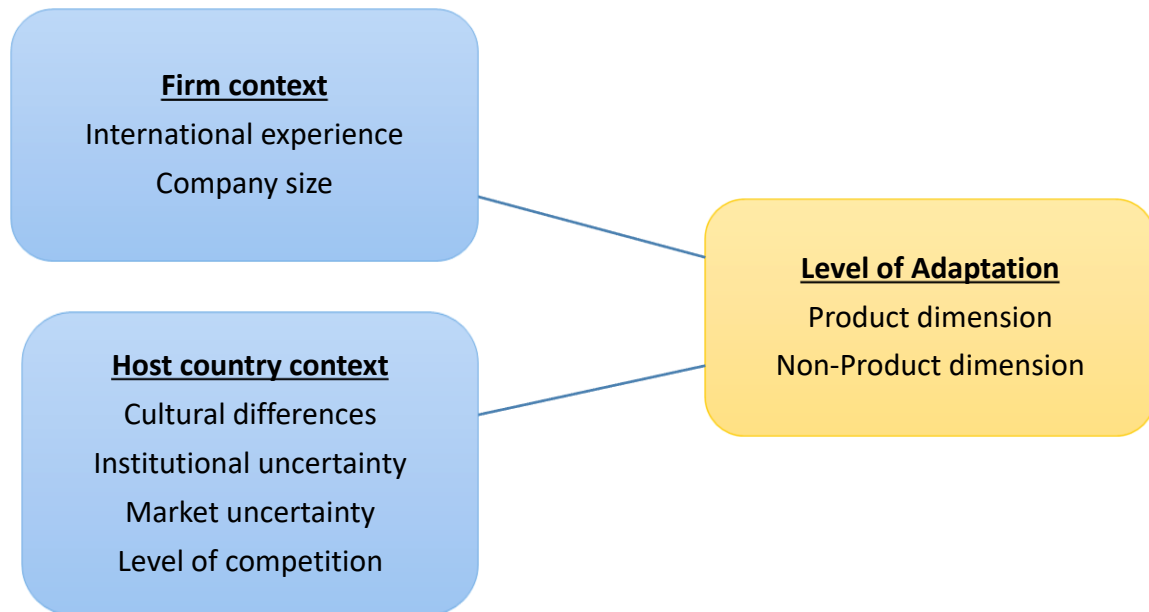 Firm context
International experience
Company size
Host country context
Cultural differences
Institutional uncertainty
Market uncertainty
Level of competition
Level of Adaptation
Product dimension
Non-Product dimension